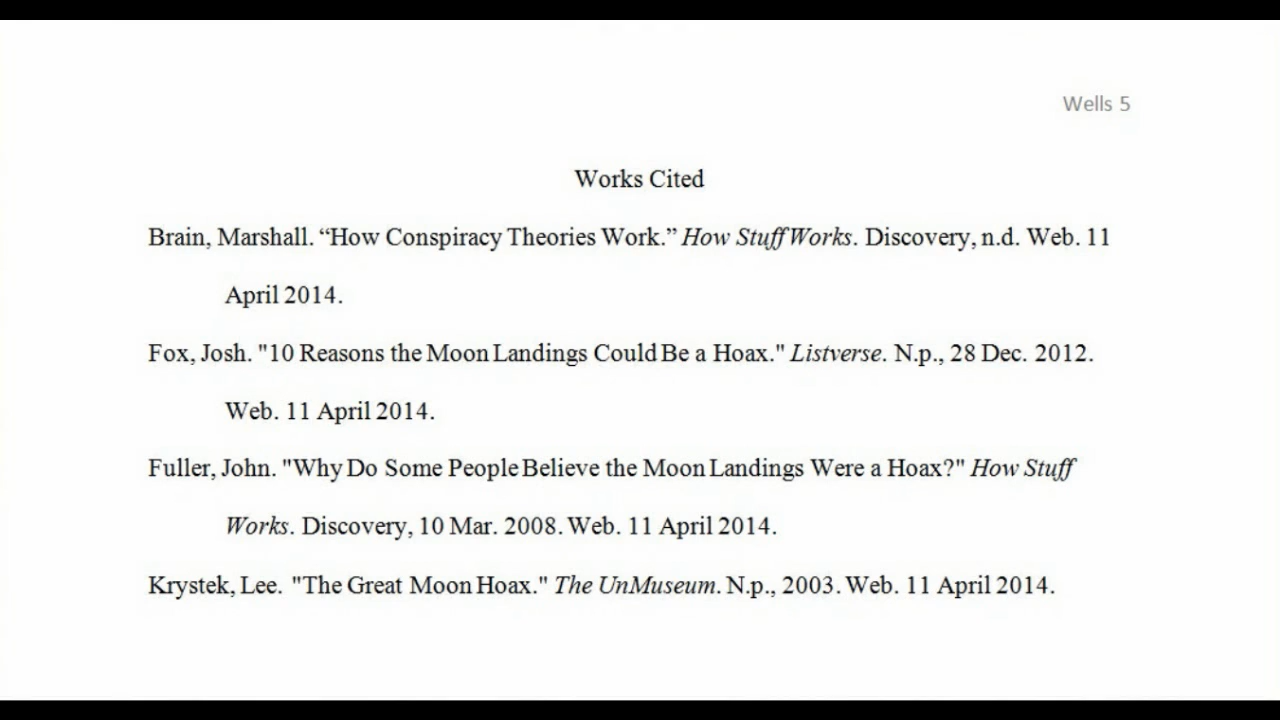 Wells 5
Works Cited
Brain, Marshall. “How Conspiracy Theories Work.” How Stuff Works. Discovery, n.d. Web. 11
April 2014.
Fox, Josh. "10 Reasons the Moon Landings Could Be a Hoax." Listverse. N.p., 28 Dec. 2012.
Web. 11 April 2014.
Fuller, John. "Why Do Some People Believe the Moon Landings Were a Hoax?" How Stuff
Works. Discovery, 10 Mar. 2008. Web. 11 April 2014.
Krystek, Lee. "The Great Moon Hoax." The UnMuseum. N.p., 2003. Web. 11 April 2014.